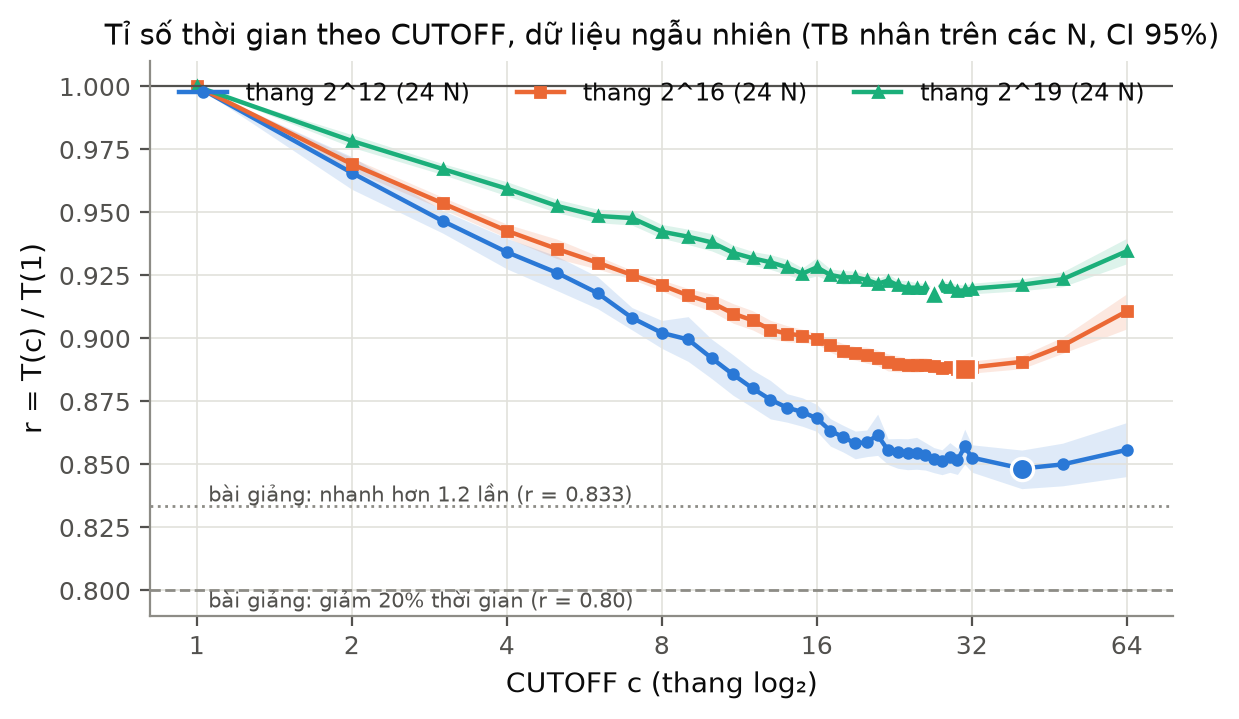 Tỉ số thời gian theo CUTOFF, dữ liệu ngẫu nhiên (TB nhân trên các N, CI 95%)
thang 2^12 (24 N) thang 2^16 (24 N) thang 2^19 (24 N)
r = T(c) / T(1)
1.000
0.975
0.950
0.925
0.900
0.875
0.850
0.825
0.800
bài giảng: nhanh hơn 1.2 lần (r = 0.833)
bài giảng: giảm 20% thời gian (r = 0.80)
1 2 4 8 16 32 64
CUTOFF c (thang log₂)